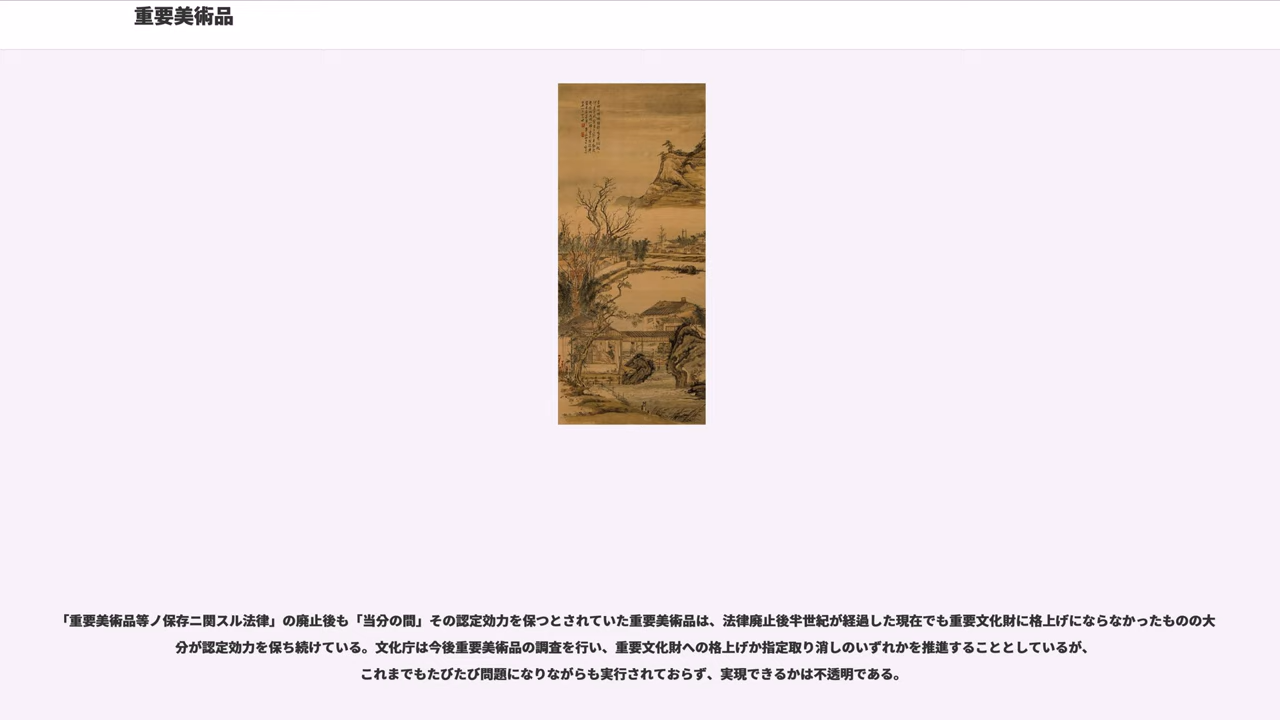 重要美術品
「重要美術品等ノ保存ニ関スル法律」の廃止後も「当分の間」その認定効力を保つとされていた重要美術品は、法律廃止後半世紀が経過した現在でも重要文化財に格上げにならなかったものの大
分が認定効力を保ち続けている。文化庁は今後重要美術品の調査を行い、重要文化財への格上げか指定取り消しのいずれかを推進することとしているが、
これまでもたびたび問題になりながらも実行されておらず、実現できるかは不透明である。